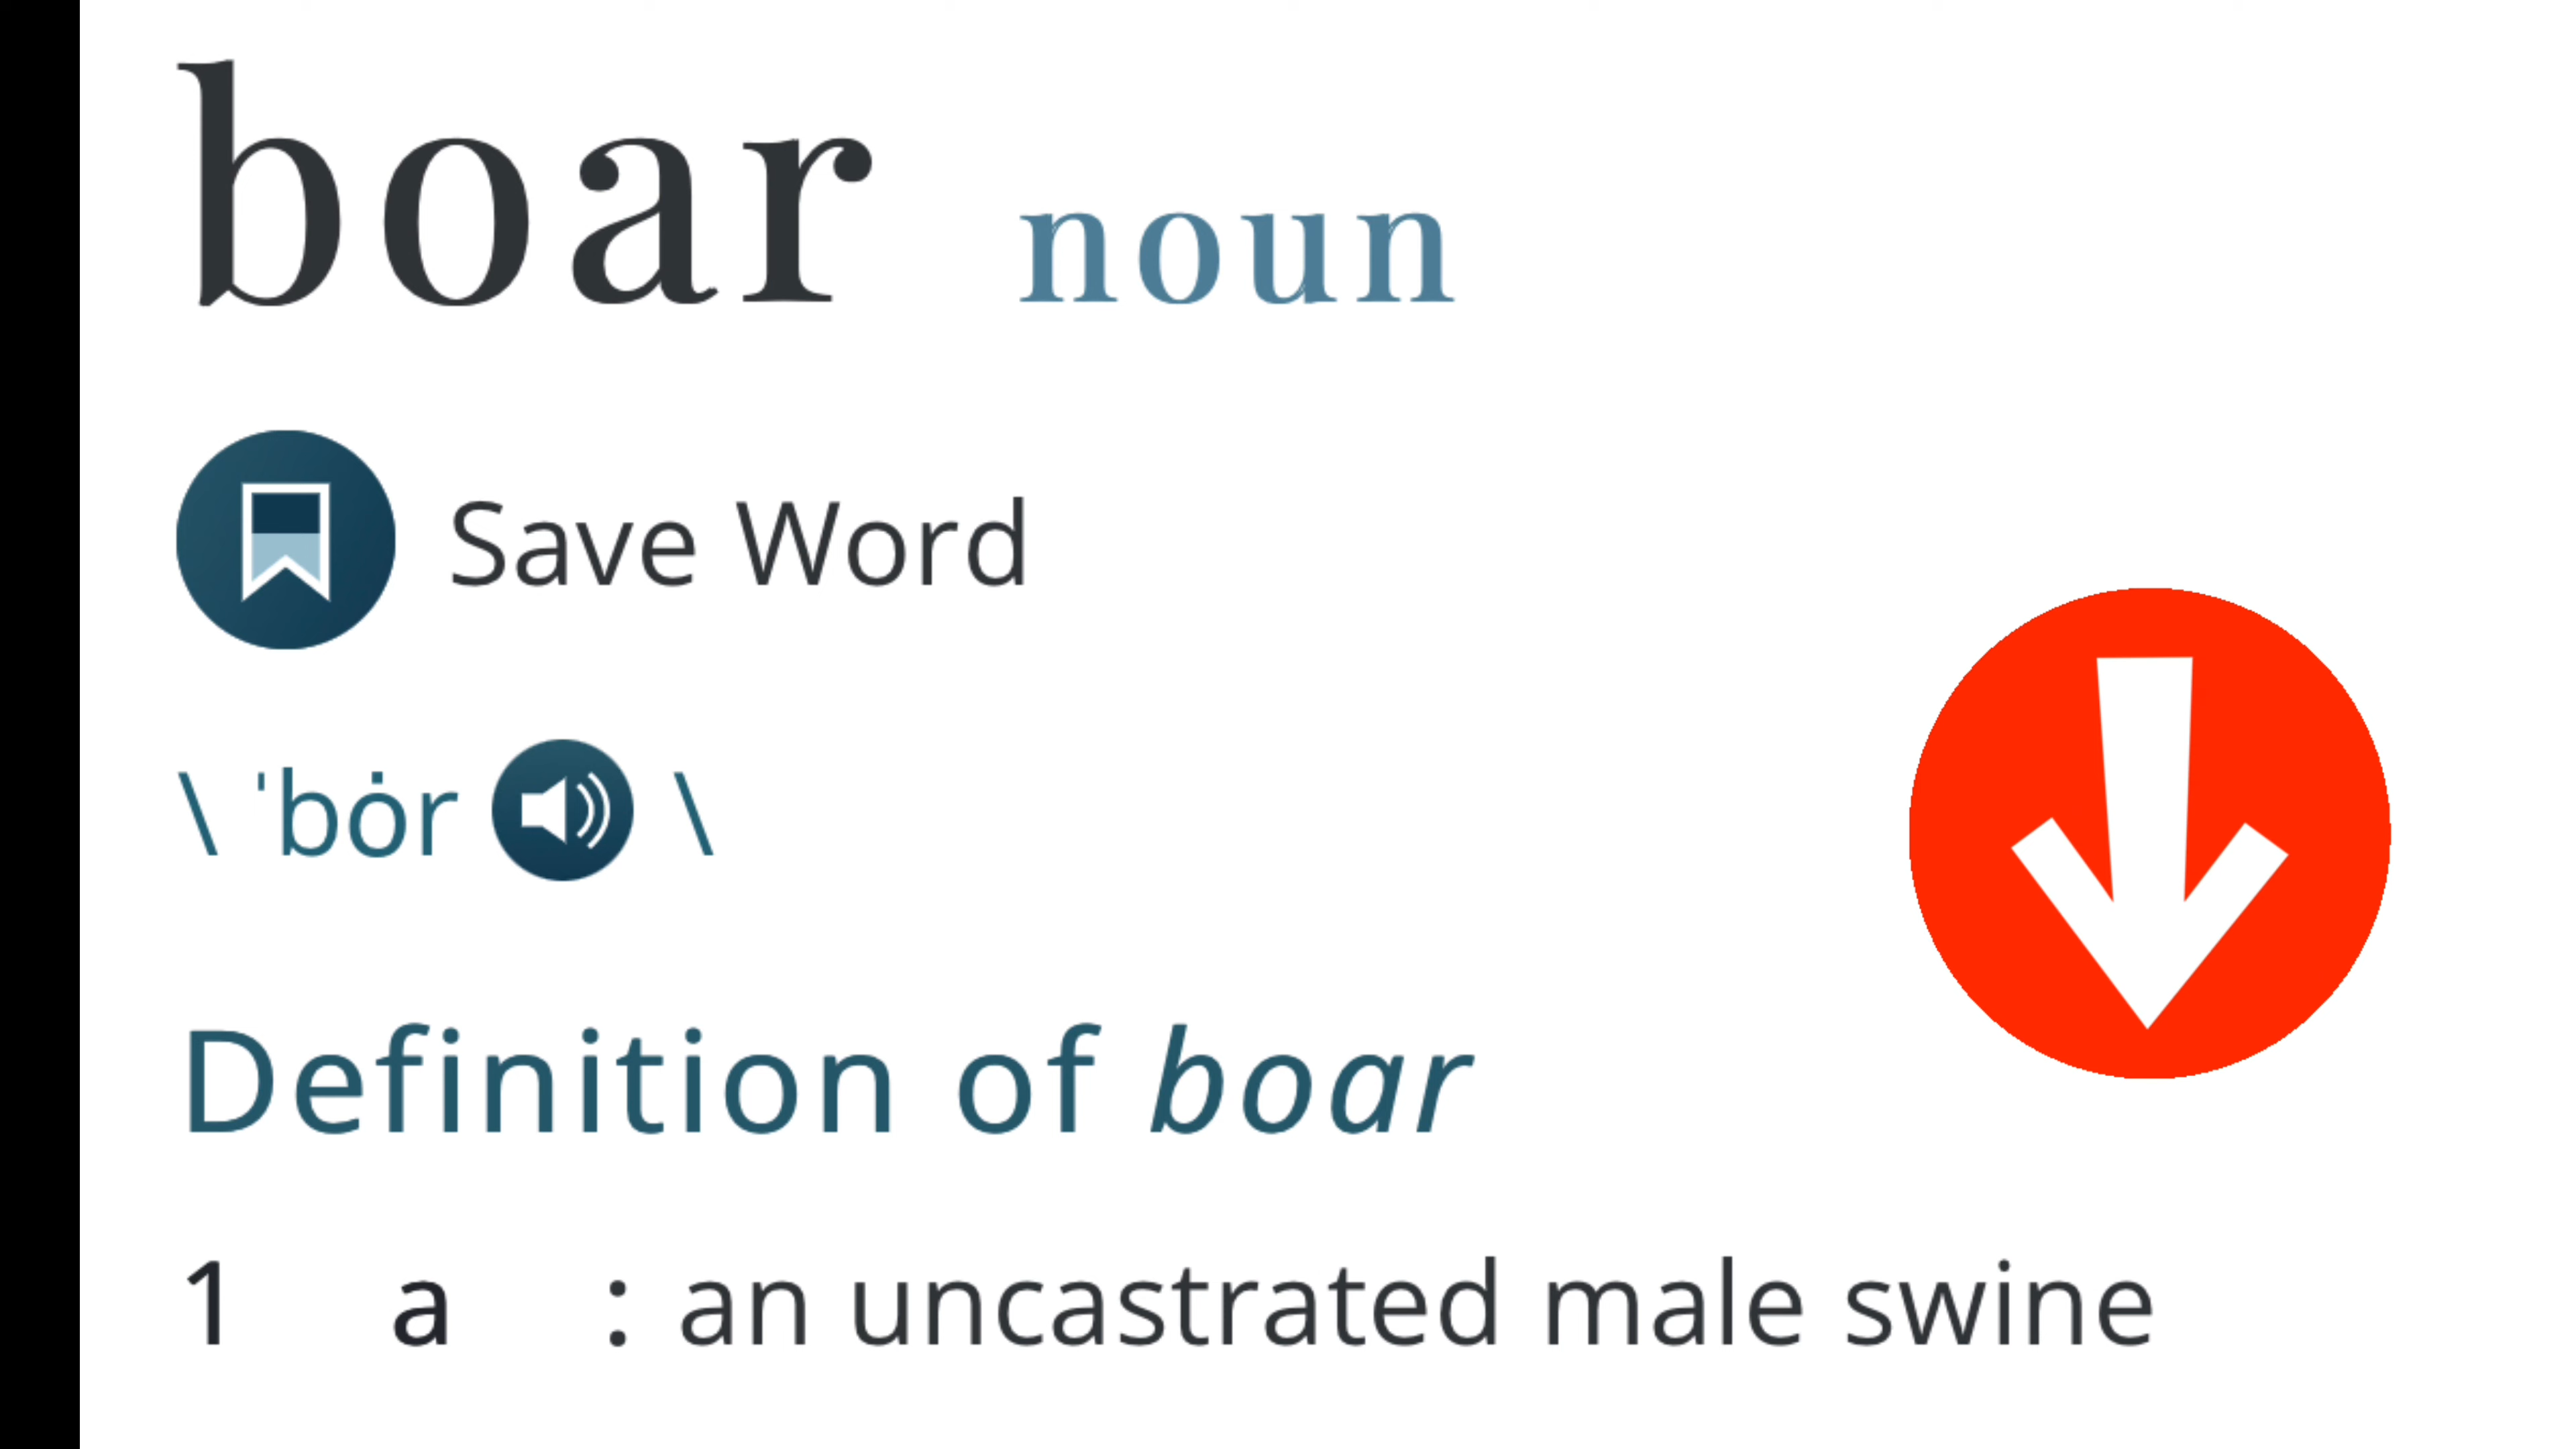 boar noun
Save Word
\ ˈbȯr \
Definition of boar
1 a : an uncastrated male swine